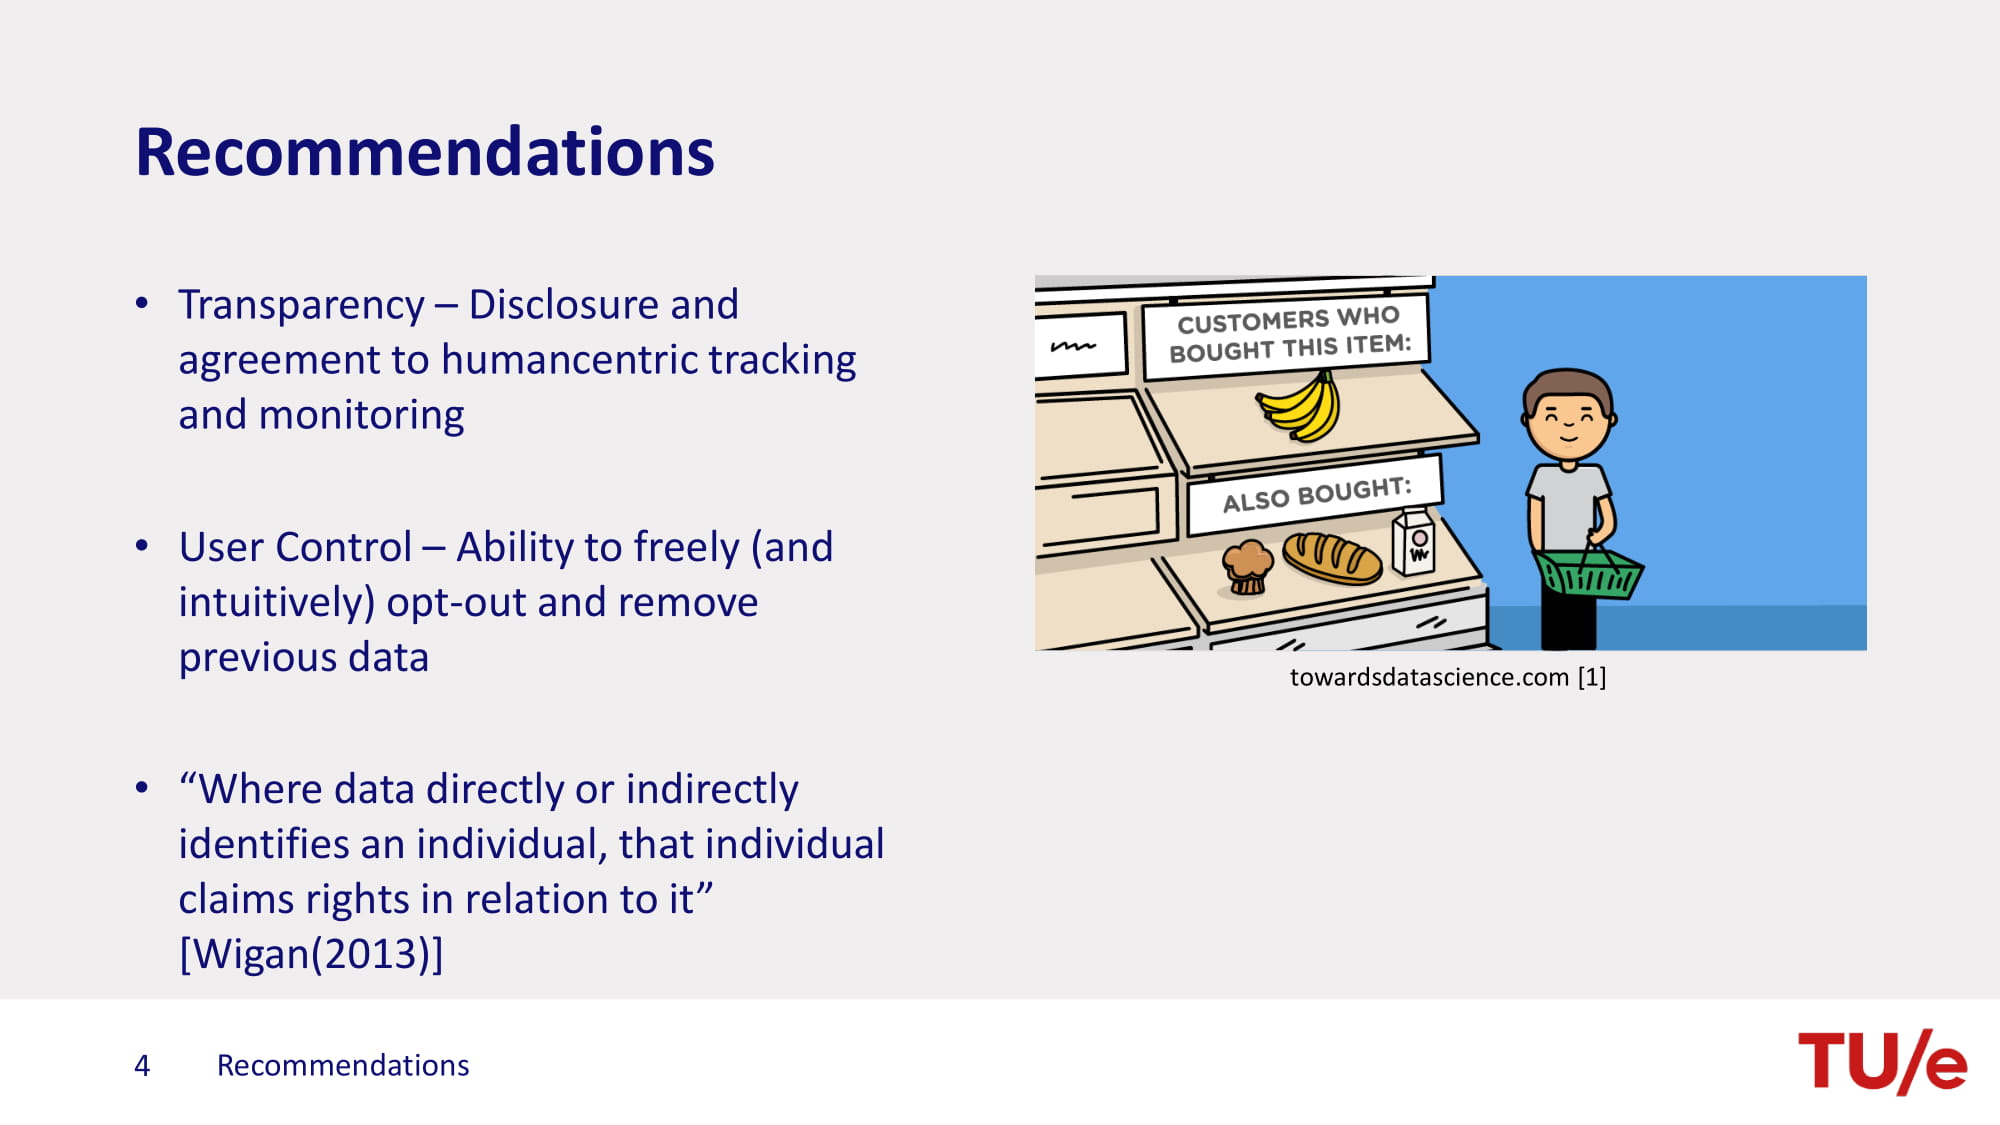 Recommendations
• Transparency – Disclosure and
agreement to humancentric tracking
and monitoring
• User Control – Ability to freely (and
intuitively) opt-out and remove
previous data
• “Where data directly or indirectly
identifies an individual, that individual
claims rights in relation to it”
[Wigan(2013)]
CUSTOMERS WHO
BOUGHT THIS ITEM:
ALSO BOUGHT:
towardsdatascience.com [1]
4 Recommendations
TU/e